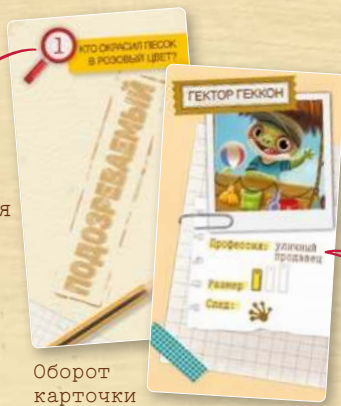 1
КТО ОКРАСИЛ ПЕСОК
В РОЗОВЫЙ ЦВЕТ?
ПОДОЗРЕВАЕМЫЙ
ГЕКТОР ГЕККОН
Профессия: уличный
продавец
Размер
След:
я
Оборот
карточки